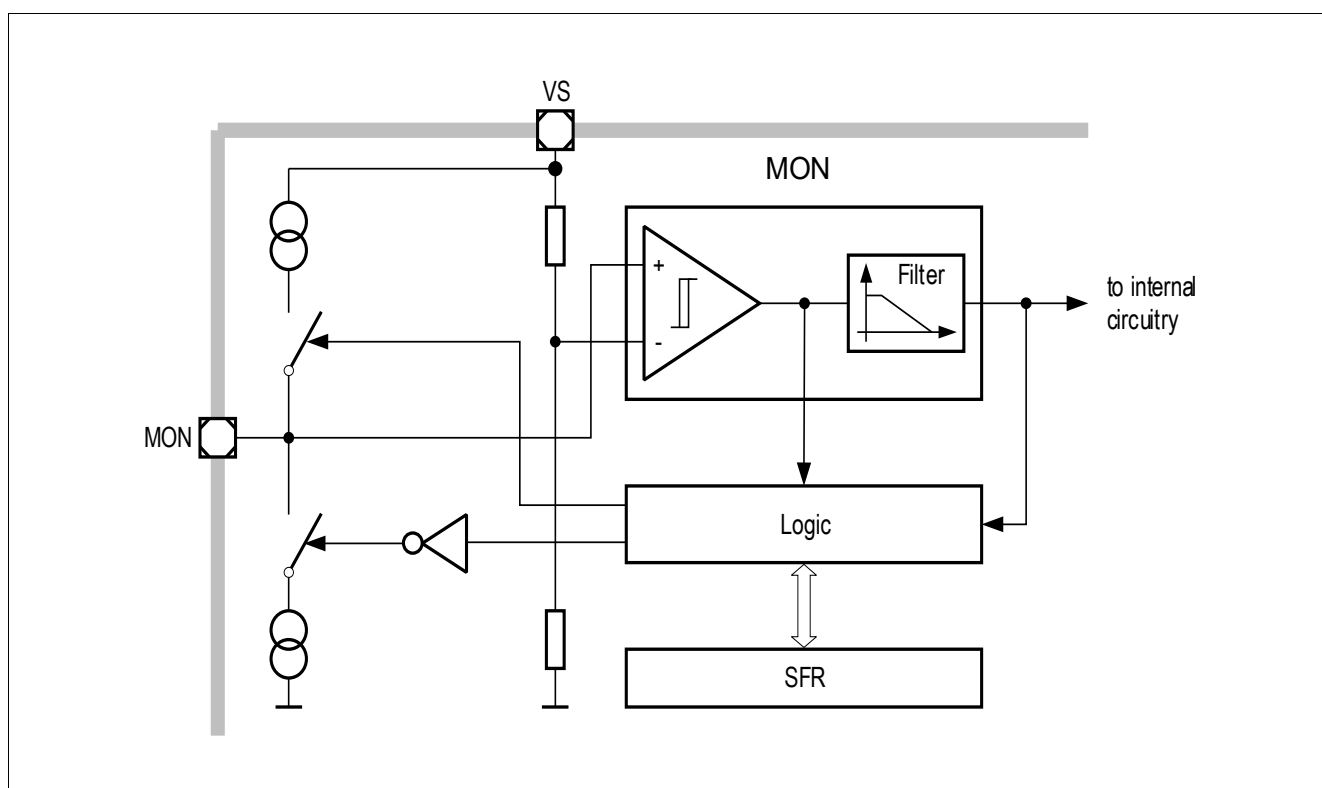 VS
MON
+
Filter
-
to internal
circuitry
MON
Logic
SFR